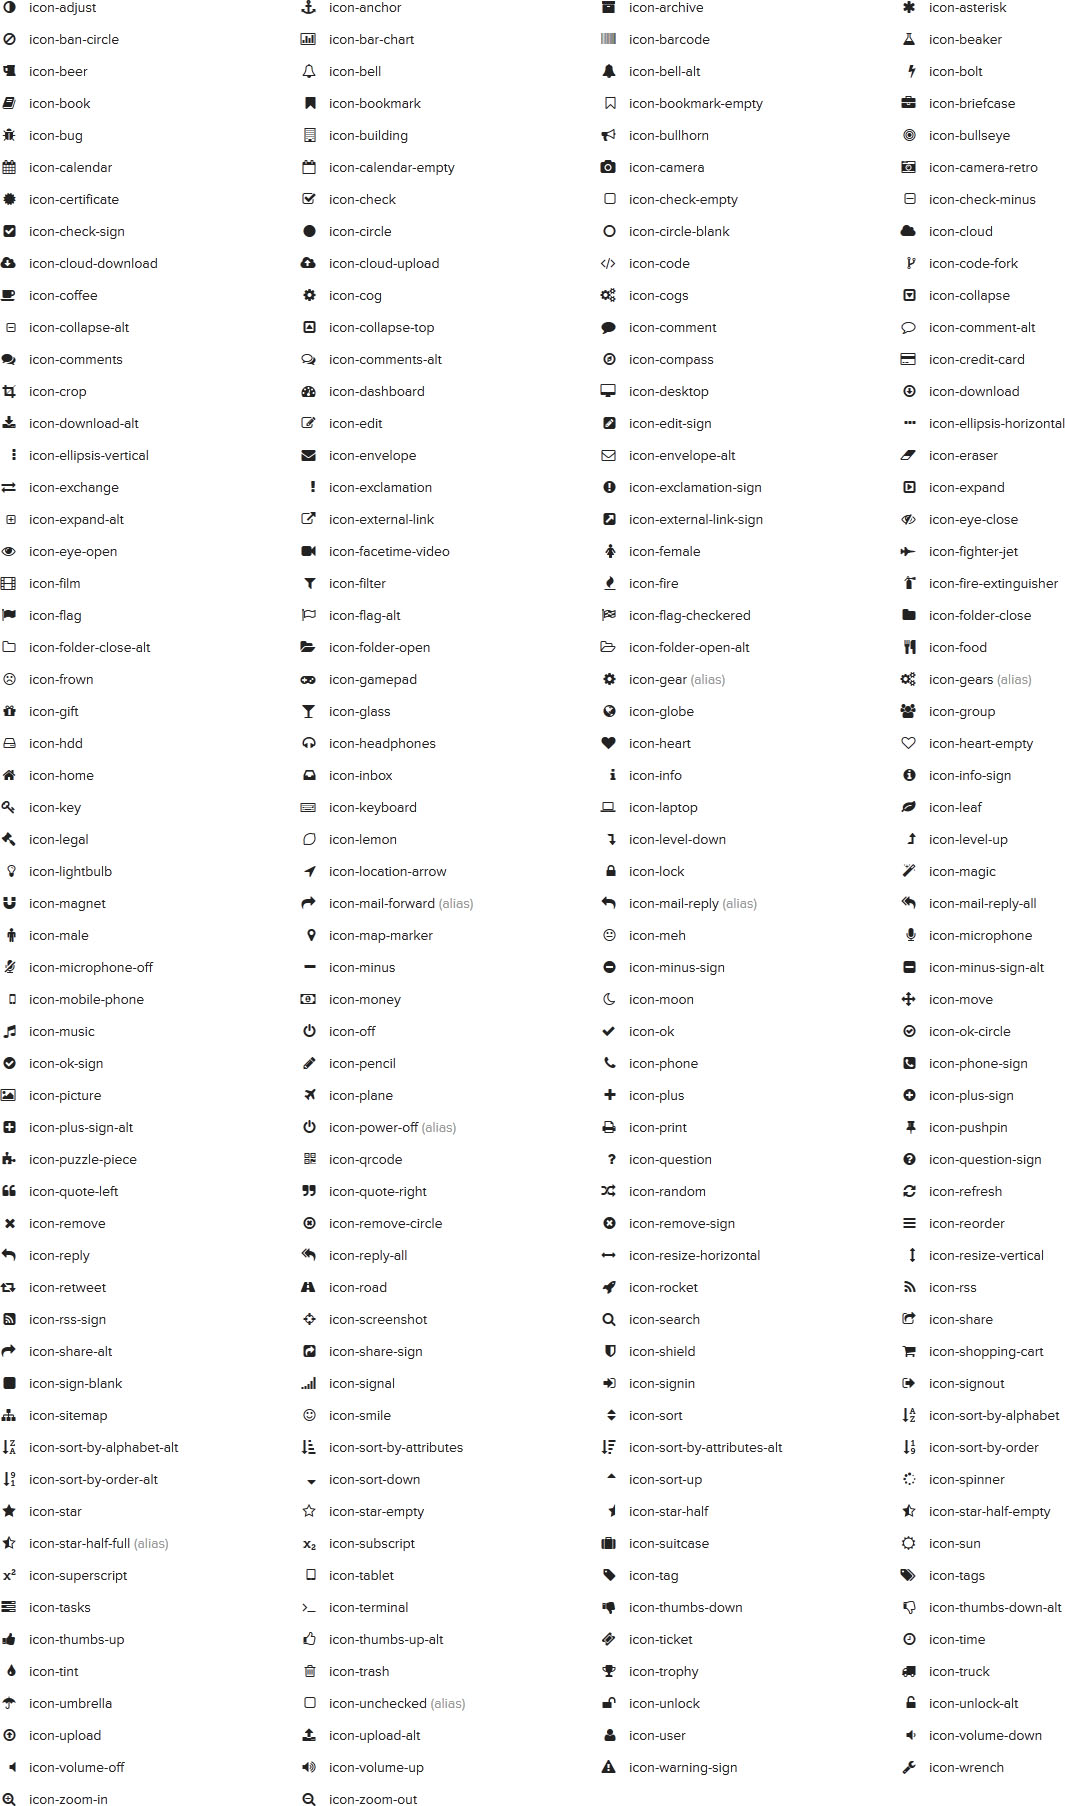 icon-adjust icon-anchor icon-archive icon-asterisk
icon-ban-circle icon-bar-chart icon-barcode icon-beaker
icon-beer icon-bell icon-bell-alt icon-bolt
icon-book icon-bookmark icon-bookmark-empty icon-briefcase
icon-bug icon-building icon-bullhorn icon-bullseye
icon-calendar icon-calendar-empty icon-camera icon-camera-retro
icon-certificate icon-check icon-check-empty icon-check-minus
icon-check-sign icon-circle icon-circle-blank icon-cloud
icon-cloud-download icon-cloud-upload icon-code icon-code-fork
icon-coffee icon-cog icon-cogs icon-collapse
icon-collapse-alt icon-collapse-top icon-comment icon-comment-alt
icon-comments icon-comments-alt icon-compass icon-credit-card
icon-crop icon-dashboard icon-desktop icon-download
icon-download-alt icon-edit icon-edit-sign icon-ellipsis-horizontal
icon-ellipsis-vertical icon-envelope icon-envelope-alt icon-eraser
icon-exchange icon-exclamation icon-exclamation-sign icon-expand
icon-expand-alt icon-external-link icon-external-link-sign icon-eye-close
icon-eye-open icon-facetime-video icon-female icon-fighter-jet
icon-film icon-filter icon-fire icon-fire-extinguisher
icon-flag icon-flag-alt icon-flag-checkered icon-folder-close
icon-folder-close-alt icon-folder-open icon-folder-open-alt icon-food
icon-frown icon-gamepad icon-gear (alias) icon-gears (alias)
icon-gift icon-glass icon-globe icon-group
icon-hdd icon-headphones icon-heart icon-heart-empty
icon-home icon-inbox icon-info icon-info-sign
icon-key icon-keyboard icon-laptop icon-leaf
icon-legal icon-lemon icon-level-down icon-level-up
icon-lightbulb icon-location-arrow icon-lock icon-magic
icon-magnet icon-mail-forward (alias) icon-mail-reply (alias) icon-mail-reply-all
icon-male icon-map-marker icon-meh icon-microphone
icon-microphone-off icon-minus icon-minus-sign icon-minus-sign-alt
icon-mobile-phone icon-money icon-moon icon-move
icon-music icon-off icon-ok icon-ok-circle
icon-ok-sign icon-pencil icon-phone icon-phone-sign
icon-picture icon-plane icon-plus icon-plus-sign
icon-plus-sign-alt icon-power-off (alias) icon-print icon-pushpin
icon-puzzle-piece icon-qrcode icon-question icon-question-sign
icon-quote-left icon-quote-right icon-random icon-refresh
icon-remove icon-remove-circle icon-remove-sign icon-reorder
icon-reply icon-reply-all icon-resize-horizontal icon-resize-vertical
icon-retweet icon-road icon-rocket icon-rss
icon-rss-sign icon-screenshot icon-search icon-share
icon-share-alt icon-share-sign icon-shield icon-shopping-cart
icon-sign-blank icon-signal icon-signin icon-signout
icon-sitemap icon-smile icon-sort icon-sort-by-alphabet
icon-sort-by-alphabet-alt icon-sort-by-attributes icon-sort-by-attributes-alt icon-sort-by-order
icon-sort-by-order-alt icon-sort-down icon-sort-up icon-spinner
icon-star icon-star-empty icon-star-half icon-star-half-empty
icon-star-half-full (alias) icon-subscript icon-suitcase icon-sun
icon-superscript icon-tablet icon-tag icon-tags
icon-tasks icon-terminal icon-thumbs-down icon-thumbs-down-alt
icon-thumbs-up icon-thumbs-up-alt icon-ticket icon-time
icon-tint icon-trash icon-trophy icon-truck
icon-umbrella icon-unchecked (alias) icon-unlock icon-unlock-alt
icon-upload icon-upload-alt icon-user icon-volume-down
icon-volume-off icon-volume-up icon-warning-sign icon-wrench
icon-zoom-in icon-zoom-out